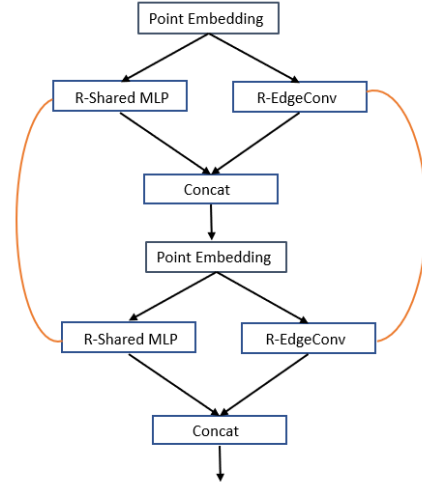 Point Embedding
R-Shared MLP
R-EdgeConv
Concat
Point Embedding
R-Shared MLP
R-EdgeConv
Concat